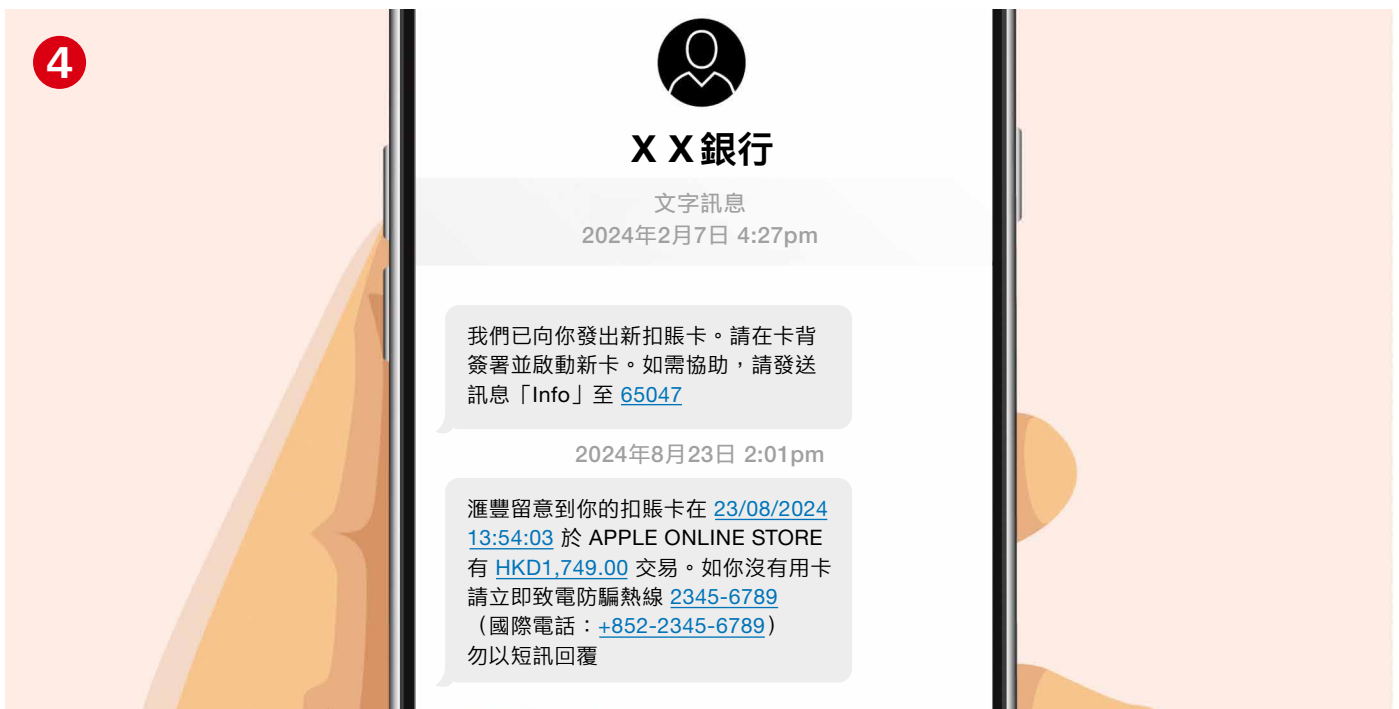 4
X X 銀行
文字訊息
2024年2月7日 4:27pm
我們已向你發出新扣賬卡。請在卡背
簽署並啟動新卡。如需協助，請發送
訊息「Info」至 65047
2024年8月23日 2:01pm
滙豐留意到你的扣賬卡在 23/08/2024
13:54:03 於 APPLE ONLINE STORE
有 HKD1,749.00 交易。如你沒有用卡
請立即致電防騙熱線 2345-6789
（國際電話：+852-2345-6789）
勿以短訊回覆